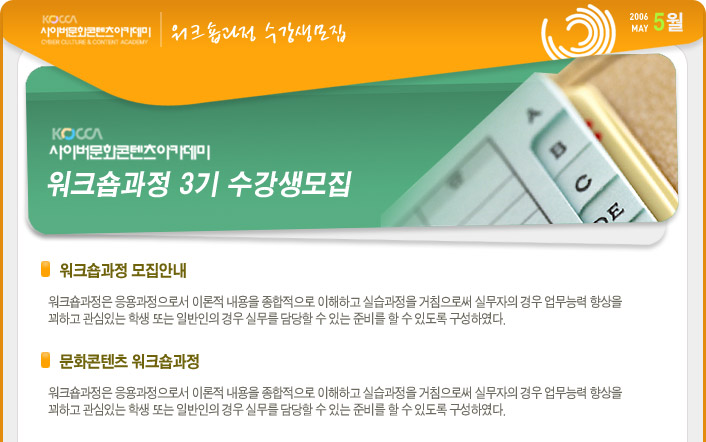 KOCCA
사이버문화콘텐츠아카데미
CYBER CULTURE & CONTENT ACADEMY
워크숍과정 수강생모집
2006
MAY 5월
KOCCA
사이버문화콘텐츠아카데미
워크숍과정 3기 수강생모집
A
B
C
DE
워크숍과정 모집안내
워크숍과정은 응용과정으로서 이론적 내용을 종합적으로 이해하고 실습과정을 거침으로써 실무자의 경우 업무능력 향상을
꾀하고 관심있는 학생 또는 일반인의 경우 실무를 담당할 수 있는 준비를 할 수 있도록 구성하였다.
문화콘텐츠 워크숍과정
워크숍과정은 응용과정으로서 이론적 내용을 종합적으로 이해하고 실습과정을 거침으로써 실무자의 경우 업무능력 향상을
꾀하고 관심있는 학생 또는 일반인의 경우 실무를 담당할 수 있는 준비를 할 수 있도록 구성하였다.